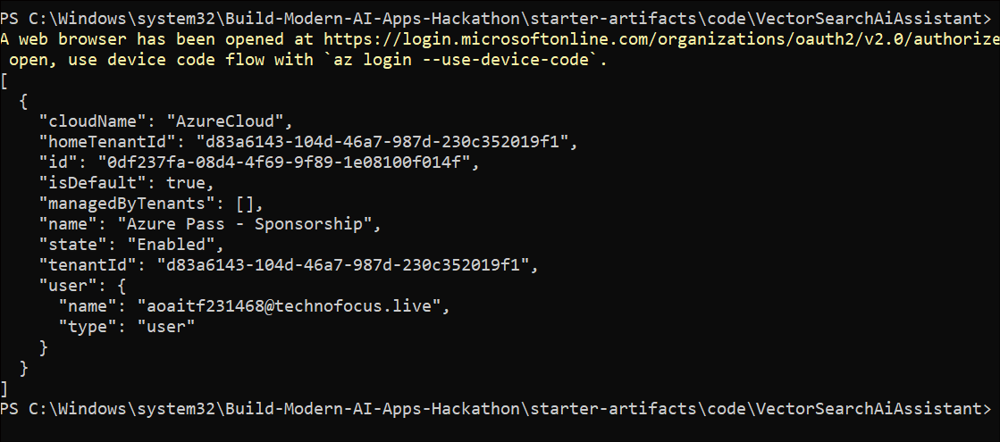 PS C:\Windows\system32\Build-Modern-AI-Apps-Hackathon\starter-artifacts\code\VectorSearchAiAssistant>
A web browser has been opened at https://login.microsoftonline.com/organizations/oauth2/v2.0/authorize
 open, use device code flow with `az login --use-device-code`.
[
  {
    "cloudName": "AzureCloud",
    "homeTenantId": "d83a6143-104d-46a7-987d-230c352019f1",
    "id": "0df237fa-08d4-4f69-9f89-1e08100f014f",
    "isDefault": true,
    "managedByTenants": [],
    "name": "Azure Pass - Sponsorship",
    "state": "Enabled",
    "tenantId": "d83a6143-104d-46a7-987d-230c352019f1",
    "user": {
      "name": "aoaitf231468@technofocus.live",
      "type": "user"
    }
  }
]
PS C:\Windows\system32\Build-Modern-AI-Apps-Hackathon\starter-artifacts\code\VectorSearchAiAssistant>